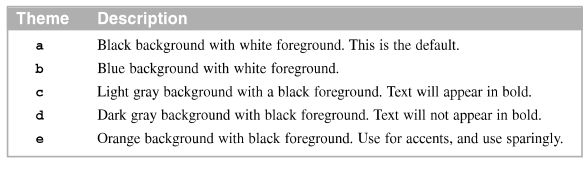 Theme Description
a Black background with white foreground. This is the default.
b Blue background with white foreground.
c Light gray background with a black foreground. Text will appear in bold.
d Dark gray background with black foreground. Text will not appear in bold.
e Orange background with black foreground. Use for accents, and use sparingly.